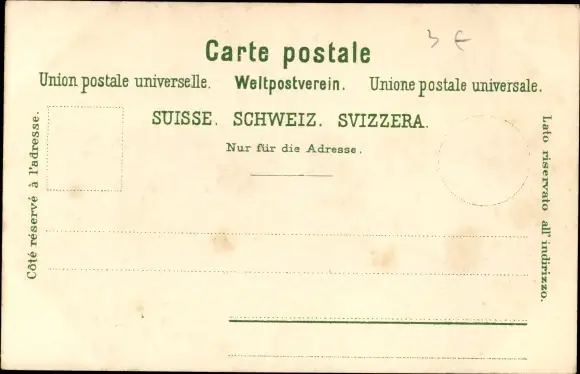 3 €
Carte postale
Union postale universelle. Weltpostverein. Unione postale universale.
SUISSE. SCHWEIZ. SVIZZERA.
Nur für die Adresse.
Côté réservé à l'adresse.
Lato riservato all' indirizzo.